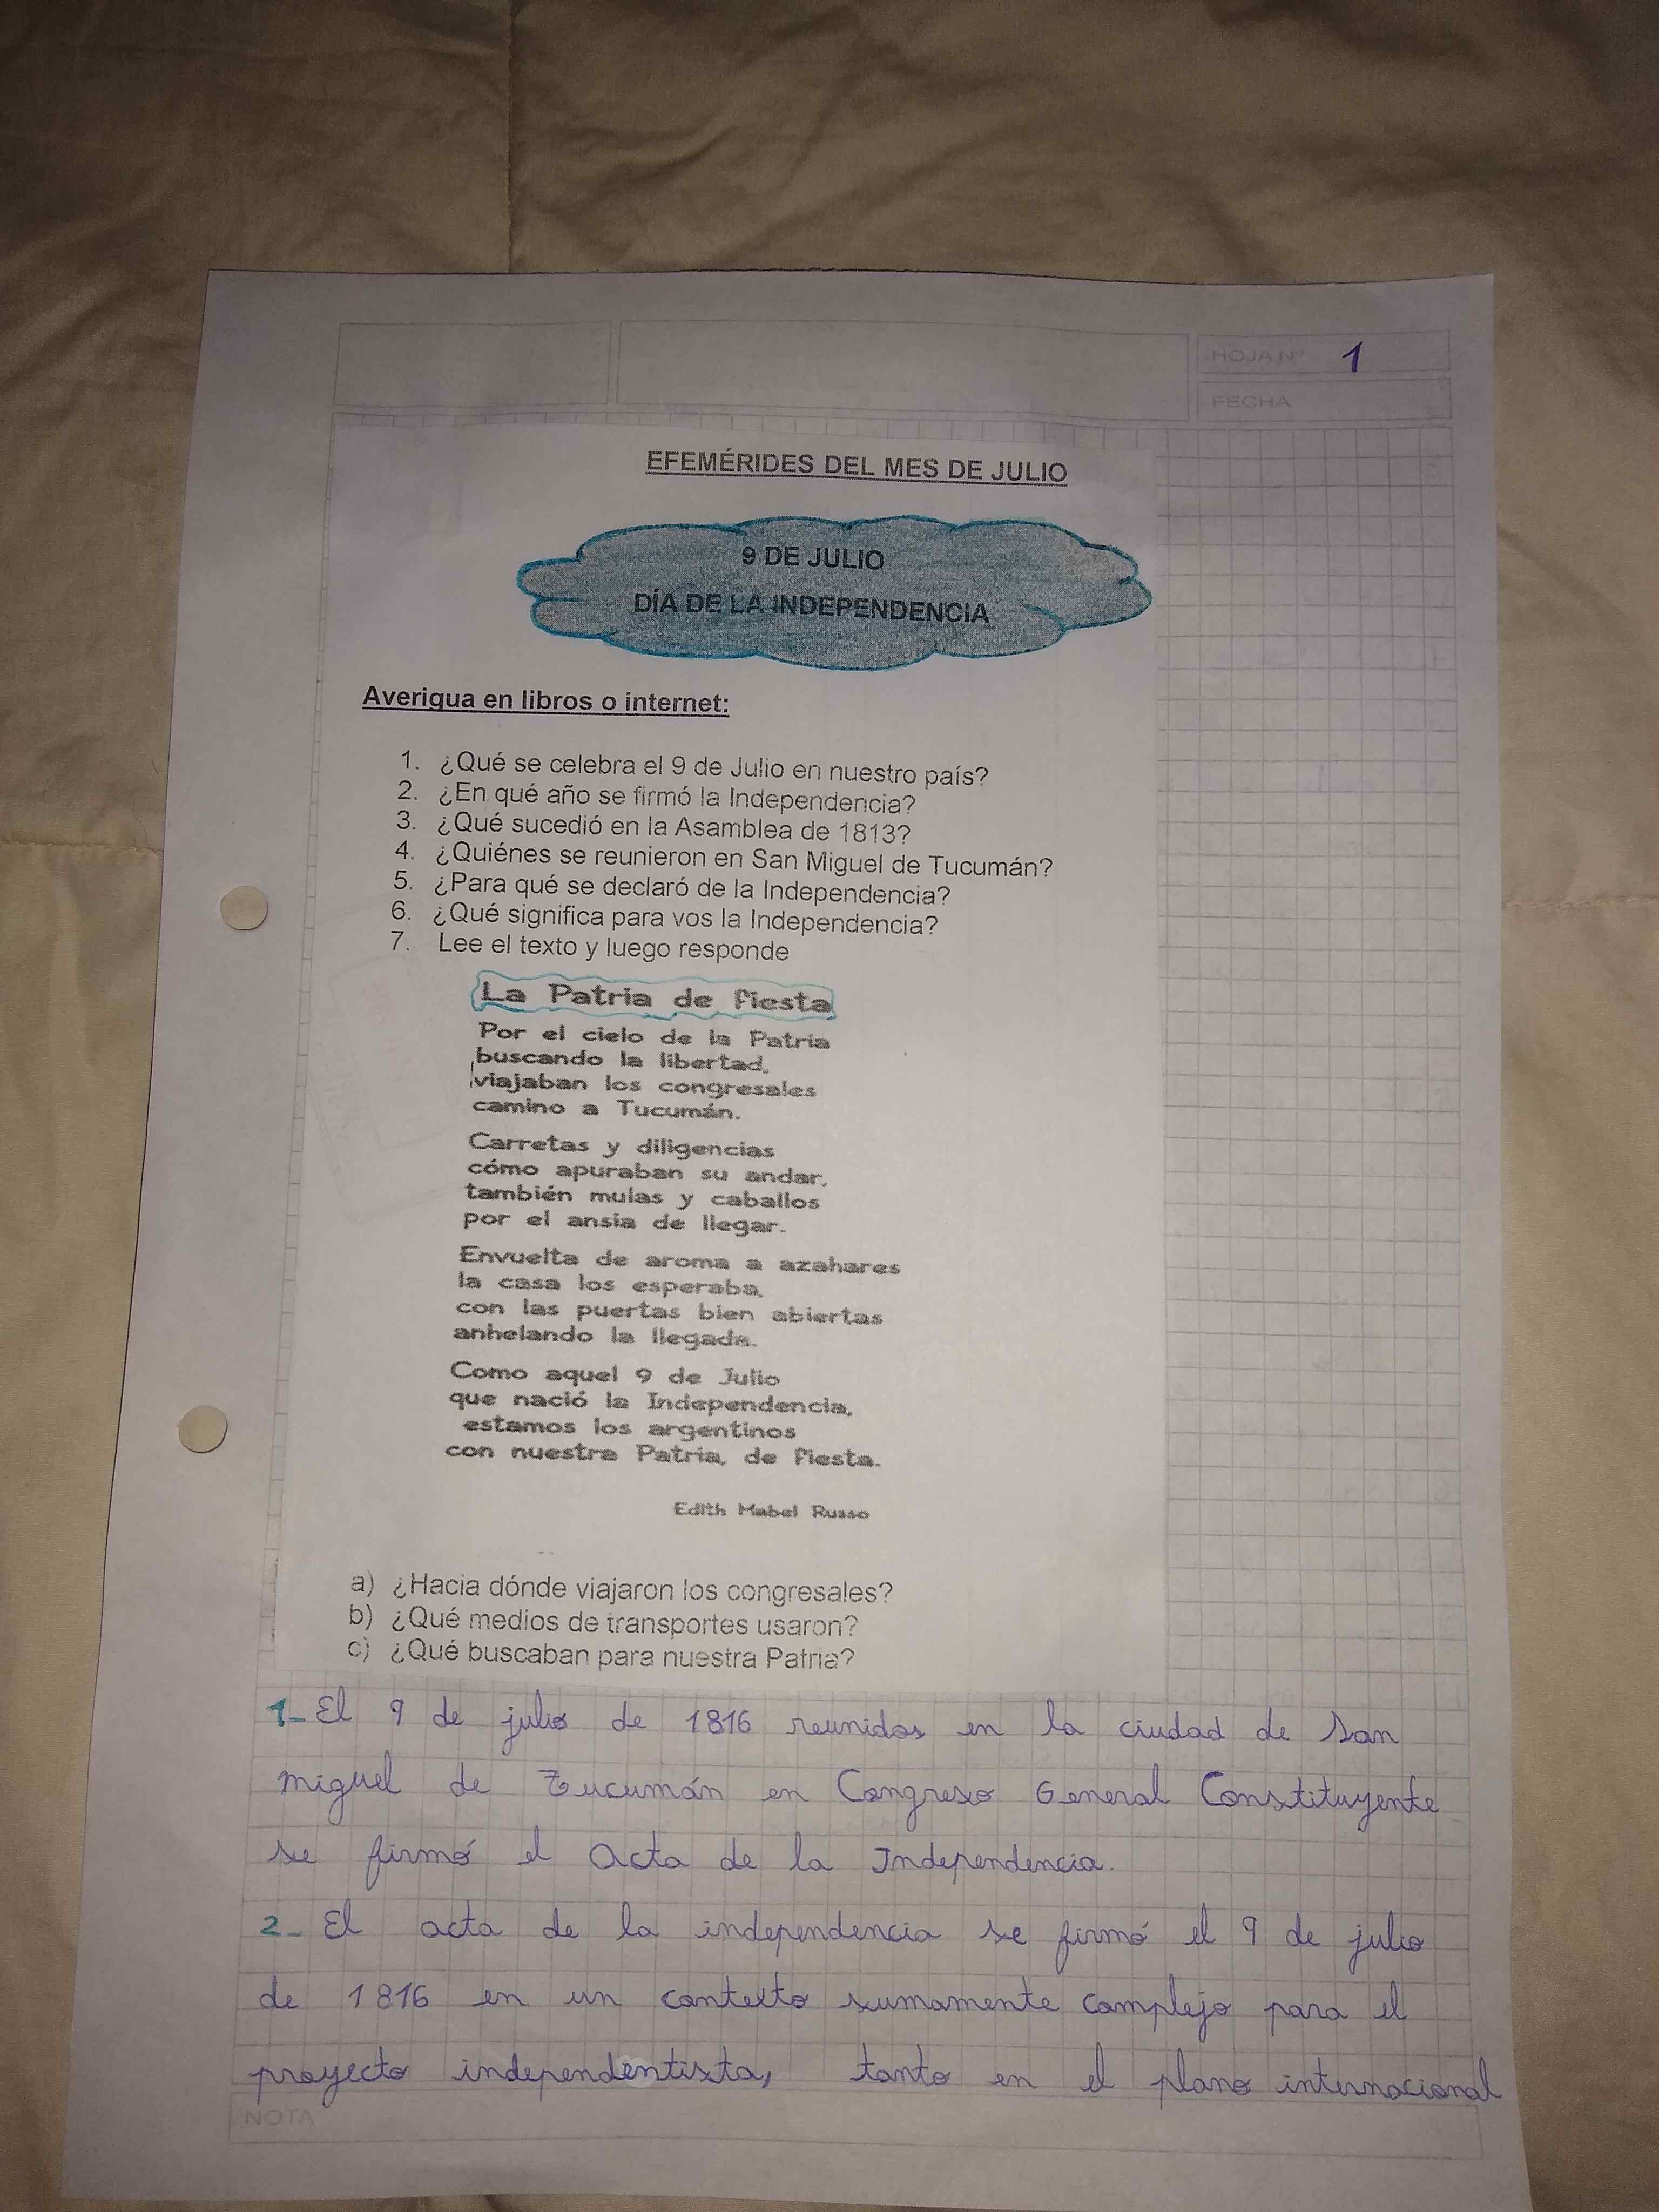 HOJA Nº 1
FECHA
EFEMÉRIDES DEL MES DE JULIO
9 DE JULIO
DÍA DE LA INDEPENDENCIA
Averigua en libros o internet:
1. ¿Qué se celebra el 9 de Julio en nuestro país?
2. ¿En qué año se firmó la Independencia?
3. ¿Qué sucedió en la Asamblea de 1813?
4. ¿Quiénes se reunieron en San Miguel de Tucumán?
5. ¿Para qué se declaró de la Independencia?
6. ¿Qué significa para vos la Independencia?
7. Lee el texto y luego responde
La Patria de fiesta
Por el cielo de la Patria
buscando la libertad,
viajaban los congresales
camino a Tucumán.
Carretas y diligencias
cómo apuraban su andar,
también mulas y caballos
por el ansia de llegar.
Envuelta de aroma a azahares
la casa los esperaba,
con las puertas bien abiertas
anhelando la llegada.
Como aquel 9 de Julio
que nació la Independencia,
estamos los argentinos
con nuestra Patria, de fiesta.
Edith Mabel Russo
a) ¿Hacia dónde viajaron los congresales?
b) ¿Qué medios de transportes usaron?
c) ¿Qué buscaban para nuestra Patria?
1- El 9 de julio de 1816 reunidos en la ciudad de San
miguel de Tucumán en Congreso General Constituyente
se firmó el Acta de la Independencia.
2- El acta de la independencia se firmó el 9 de julio
de 1816 en un contexto sumamente complejo para el
proyecto independentista, tanto en el plano internacional
NOTA